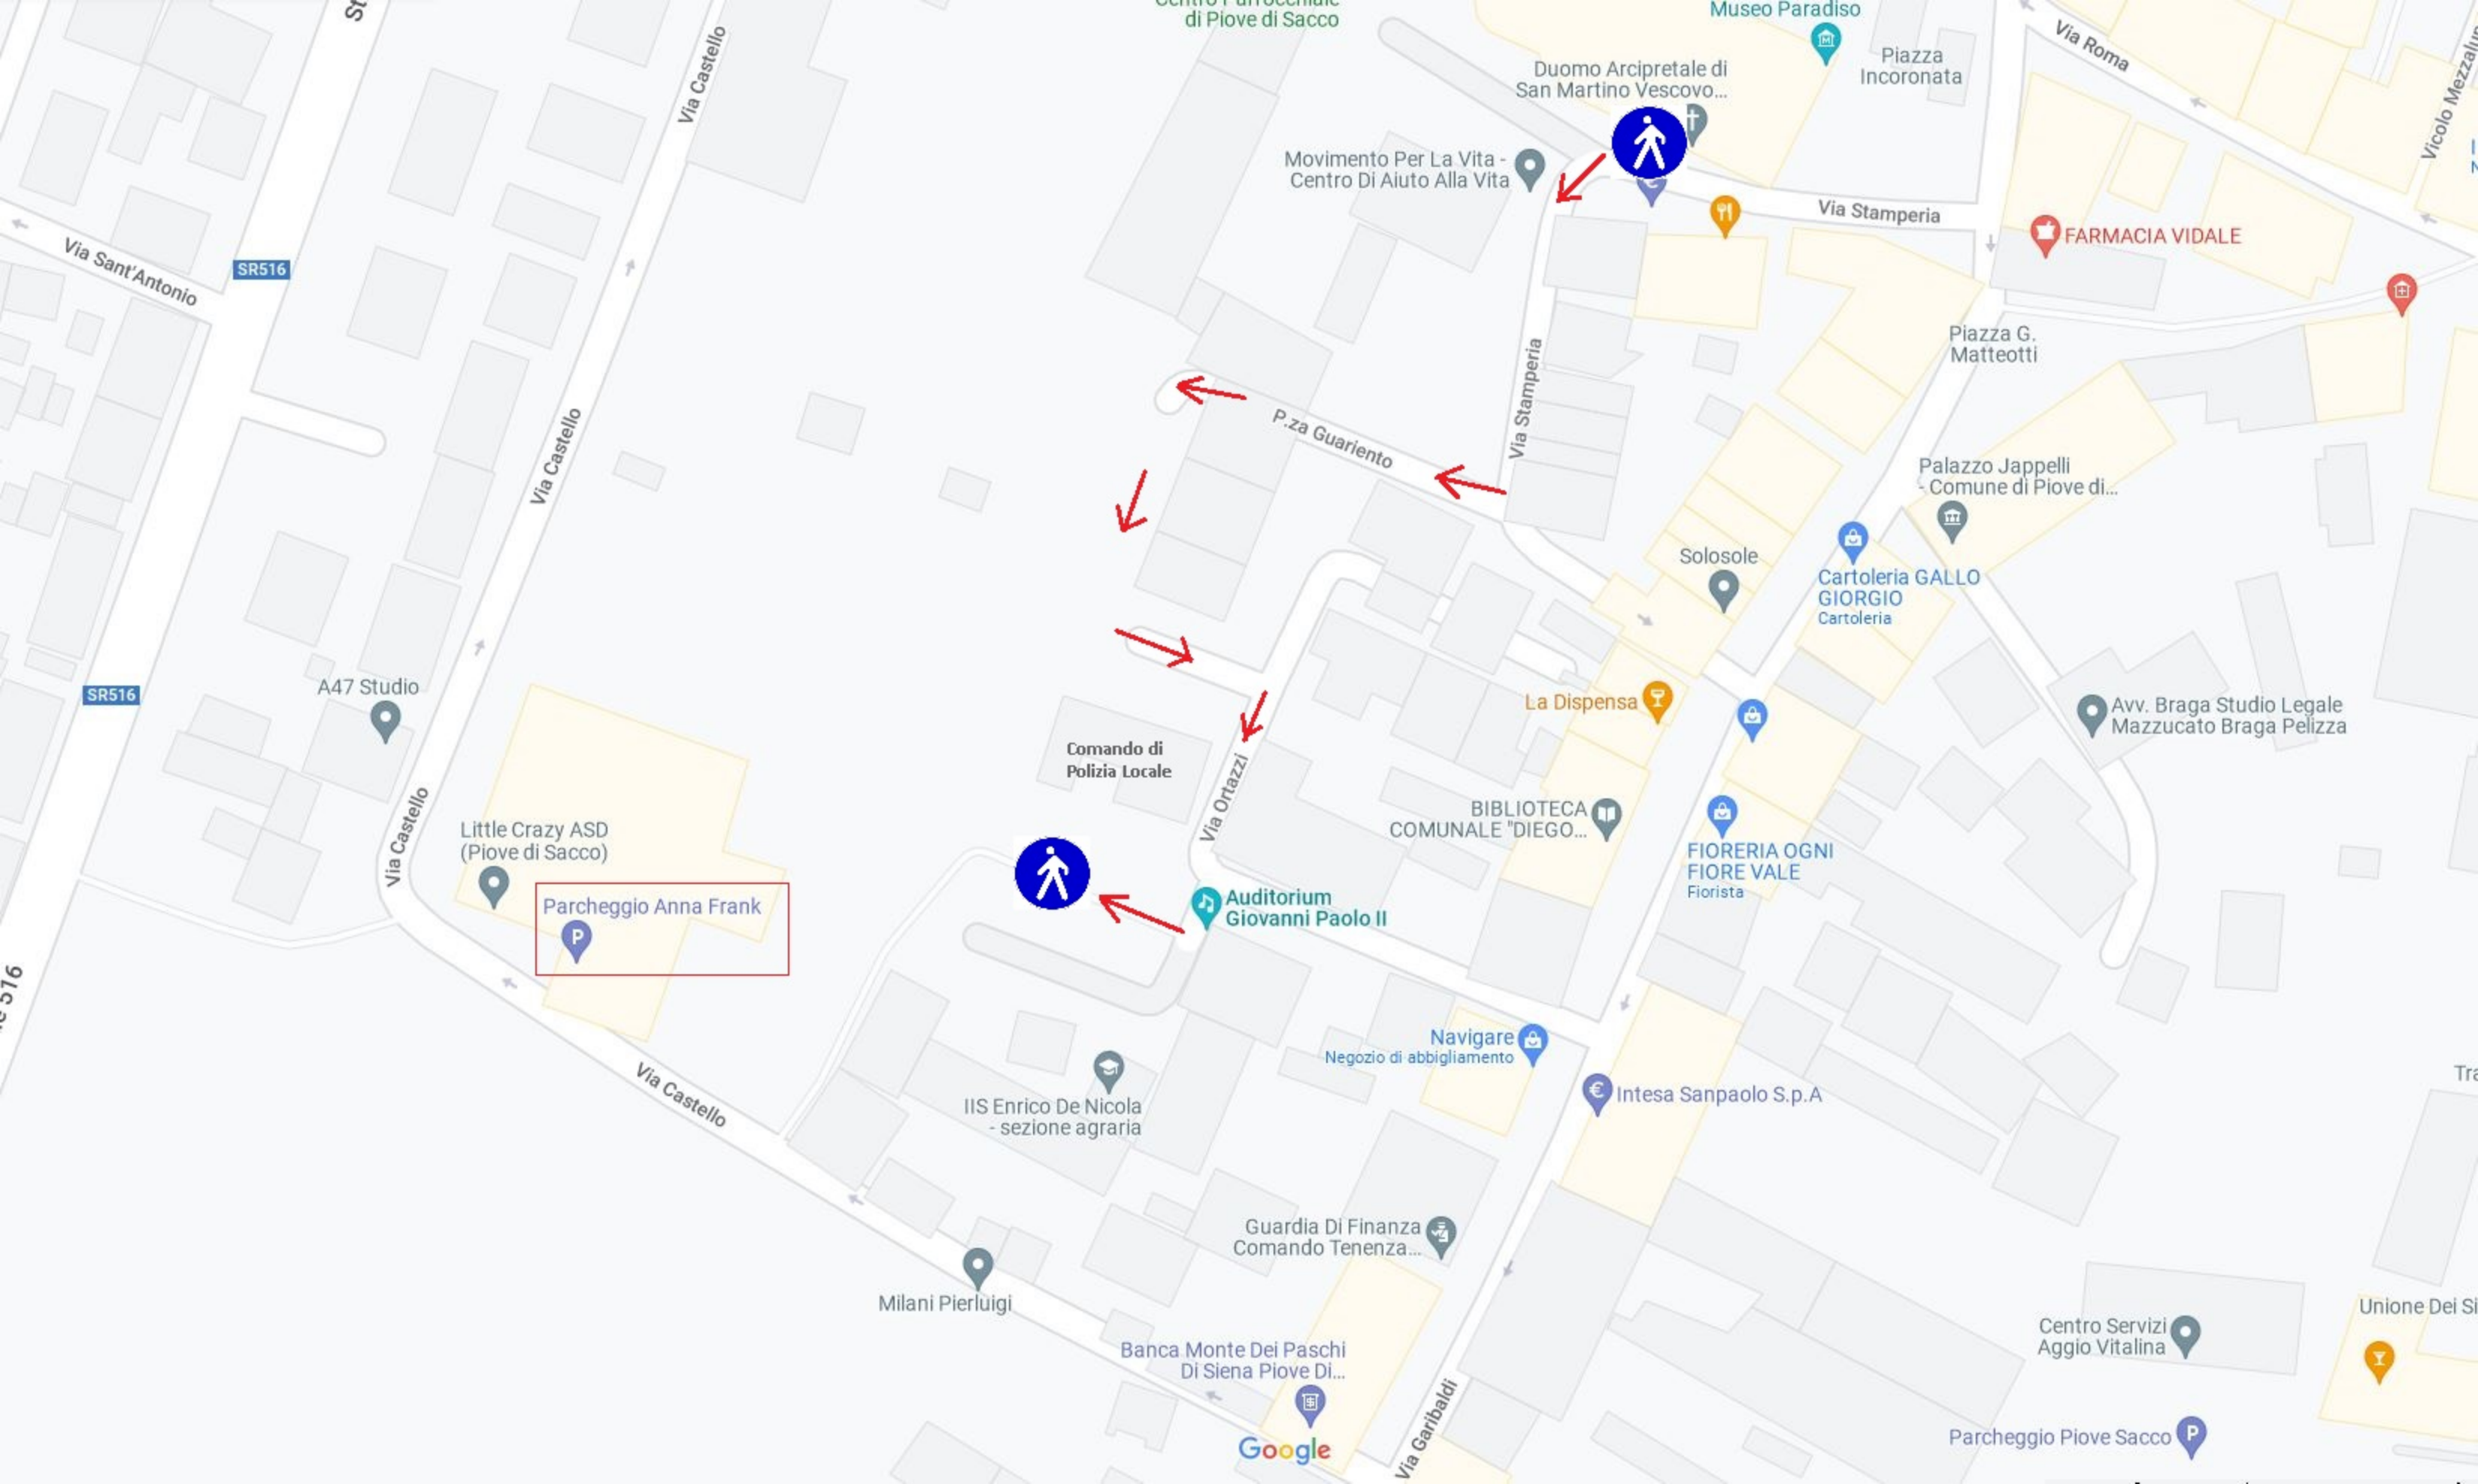 di Piove di Sacco
Museo Paradiso
Via Roma
Via Castello
Duomo Arcipretale di
San Martino Vescovo...
Piazza
Incoronata
Movimento Per La Vita -
Centro Di Aiuto Alla Vita
Via Stamperia
FARMACIA VIDALE
Via Sant'Antonio
SR516
Piazza G.
Matteotti
Via Stamperia
P.za Guariento
Via Castello
Palazzo Jappelli
- Comune di Piove di...
Solosole
Cartoleria GALLO
GIORGIO
Cartoleria
A47 Studio
SR516
La Dispensa
Avv. Braga Studio Legale
Mazzucato Braga Pelizza
Comando di
Polizia Locale
Via Ortazzi
Via Castello
BIBLIOTECA
COMUNALE "DIEGO...
Little Crazy ASD
(Piove di Sacco)
FIORERIA OGNI
FIORE VALE
Fiorista
Parcheggio Anna Frank
P
Auditorium
Giovanni Paolo II
516
Navigare
Negozio di abbigliamento
Via Castello
IIS Enrico De Nicola
- sezione agraria
Intesa Sanpaolo S.p.A
Guardia Di Finanza
Comando Tenenza...
Milani Pierluigi
Unione Dei Si
Centro Servizi
Aggio Vitalina
Banca Monte Dei Paschi
Di Siena Piove Di...
Via Garibaldi
Parcheggio Piove Sacco
P
Google